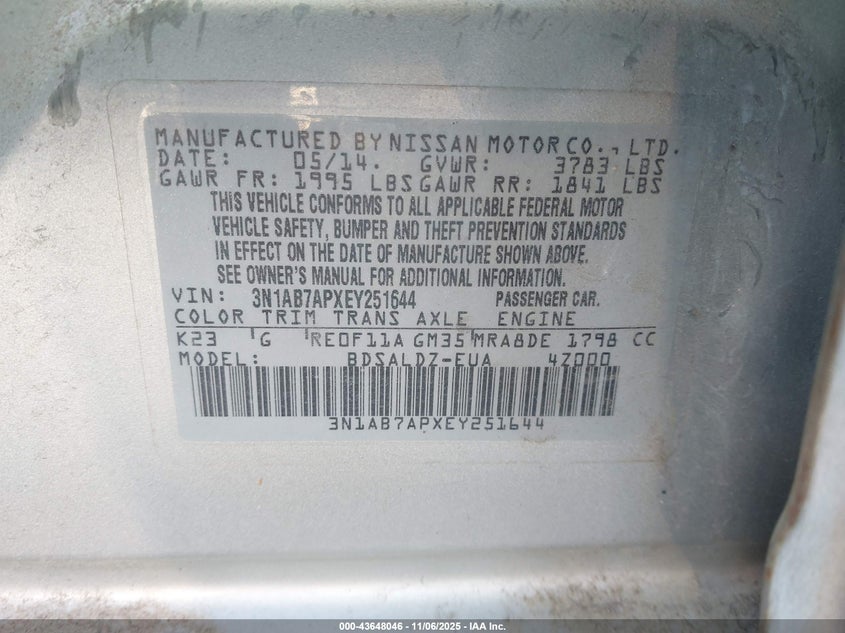 MANUFACTURED BY NISSAN MOTOR CO., LTD.
DATE: 05/14. GVWR: 3783 LBS
GAWR FR: 1995 LBS GAWR RR: 1841 LBS
THIS VEHICLE CONFORMS TO ALL APPLICABLE FEDERAL MOTOR
VEHICLE SAFETY, BUMPER AND THEFT PREVENTION STANDARDS
IN EFFECT ON THE DATE OF MANUFACTURE SHOWN ABOVE.
SEE OWNER'S MANUAL FOR ADDITIONAL INFORMATION.
VIN: 3N1AB7APXEY251644 PASSENGER CAR.
COLOR TRIM TRANS AXLE ENGINE
K23 'G 'RE0F11A GM35'MRA8DE 1798 CC
MODEL: BDSALDZ-EUA 4Z000
3N1AB7APXEY251644
000-43648046 - 11/06/2025 - IAA Inc.